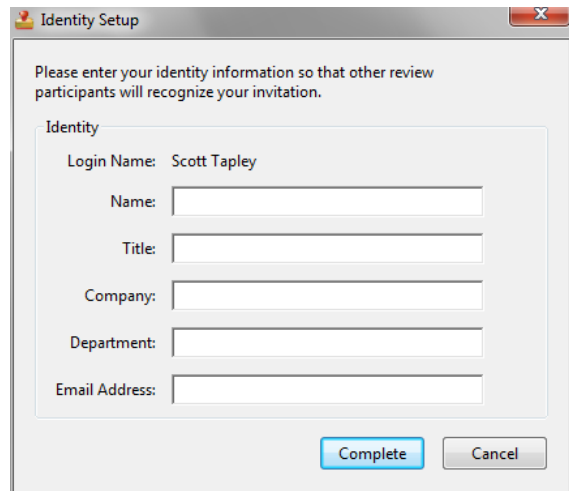 Identity Setup
Please enter your identity information so that other review
participants will recognize your invitation.
Identity
Login Name: Scott Tapley
Name:
Title:
Company:
Department:
Email Address:
Complete Cancel